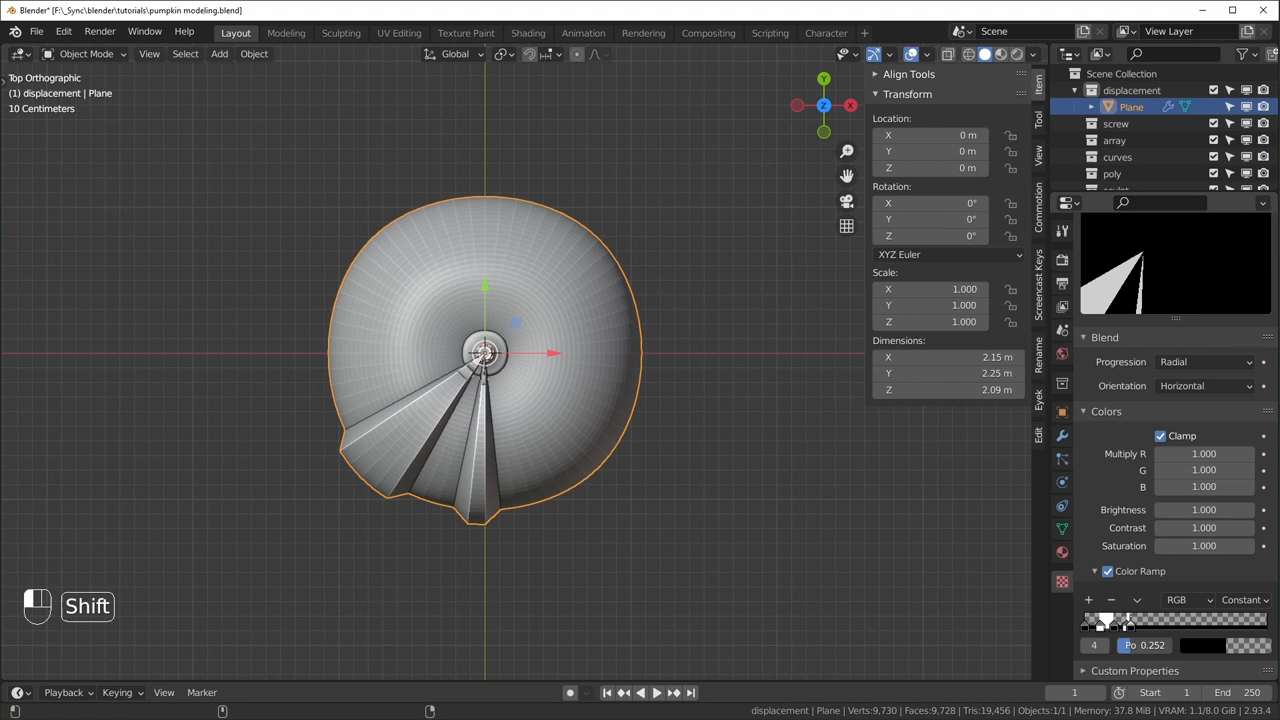 Blender* [F:\_Sync\blender\tutorials\pumpkin modeling.blend]
File Edit Render Window Help Layout Modeling Sculpting UV Editing Texture Paint Shading Animation Rendering Compositing Scripting Character + Scene View Layer
Object Mode View Select Add Object Global
Top Orthographic
(1) displacement | Plane
10 Centimeters
Y
Z
X
Align Tools
Transform
Location:
X 0 m
Y 0 m
Z 0 m
Rotation:
X 0°
Y 0°
Z 0°
XYZ Euler
Scale:
X 1.000
Y 1.000
Z 1.000
Dimensions:
X 2.15 m
Y 2.25 m
Z 2.09 m
Item
Tool
View
Commotion
Screencast Keys
Rename
Eyek
Edit
Scene Collection
displacement
Plane
screw
array
curves
poly
Blend
Progression Radial
Orientation Horizontal
Colors
Clamp
Multiply R 1.000
G 1.000
B 1.000
Brightness 1.000
Contrast 1.000
Saturation 1.000
Color Ramp
RGB Constant
4 Po 0.252
Custom Properties
Shift
Playback Keying View Marker 1 Start 1 End 250
displacement | Plane | Verts:9,730 | Faces:9,728 | Tris:19,456 | Objects:1/1 | Memory: 37.8 MiB | VRAM: 1.1/8.0 GiB | 2.93.4